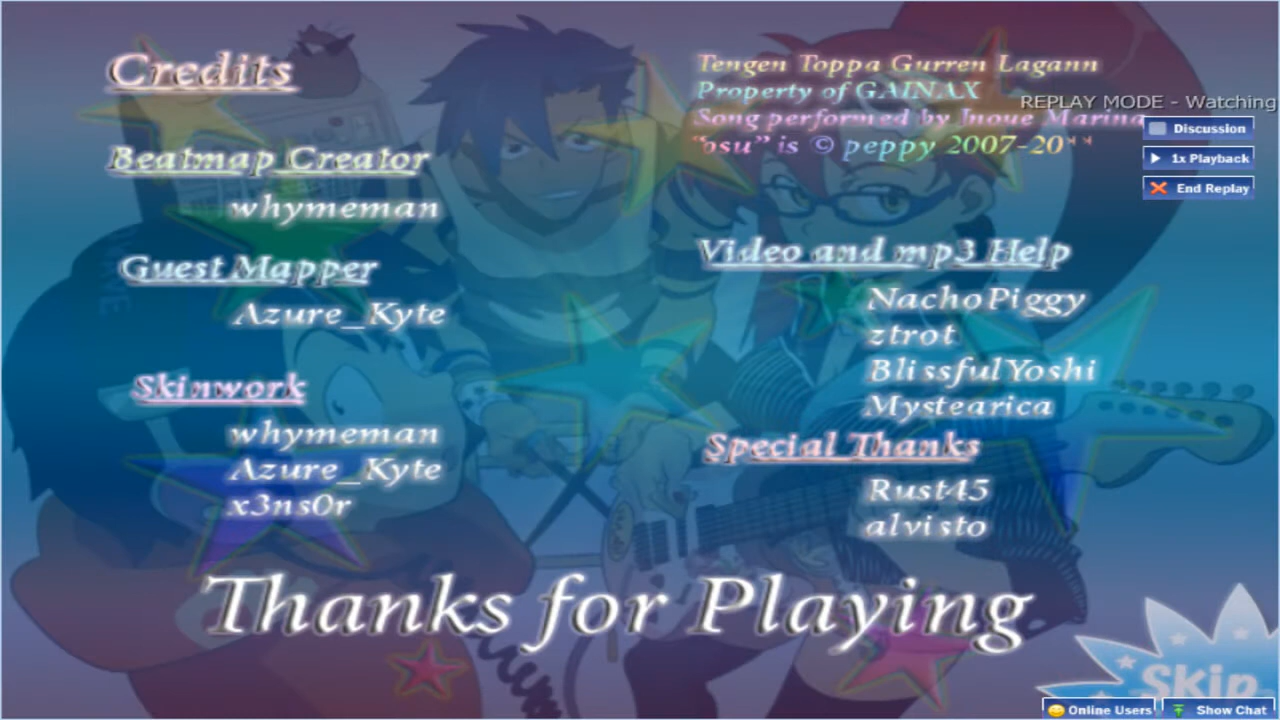 Credits
Beatmap Creator
whymeman
Guest Mapper
Azure_Kyte
Skinwork
whymeman
Azure_Kyte
x3ns0r
Tengen Toppa Gurren Lagann
Property of GAINAX
Song performed by Inoue Marina
"osu" is © peppy 2007-20**
Video and mp3 Help
NachoPiggy
ztrot
BlissfulYoshi
Mystearica
Special Thanks
Rust45
alvisto
Thanks for Playing
REPLAY MODE - Watching
Discussion
1x Playback
End Replay
Skip
Online Users
Show Chat